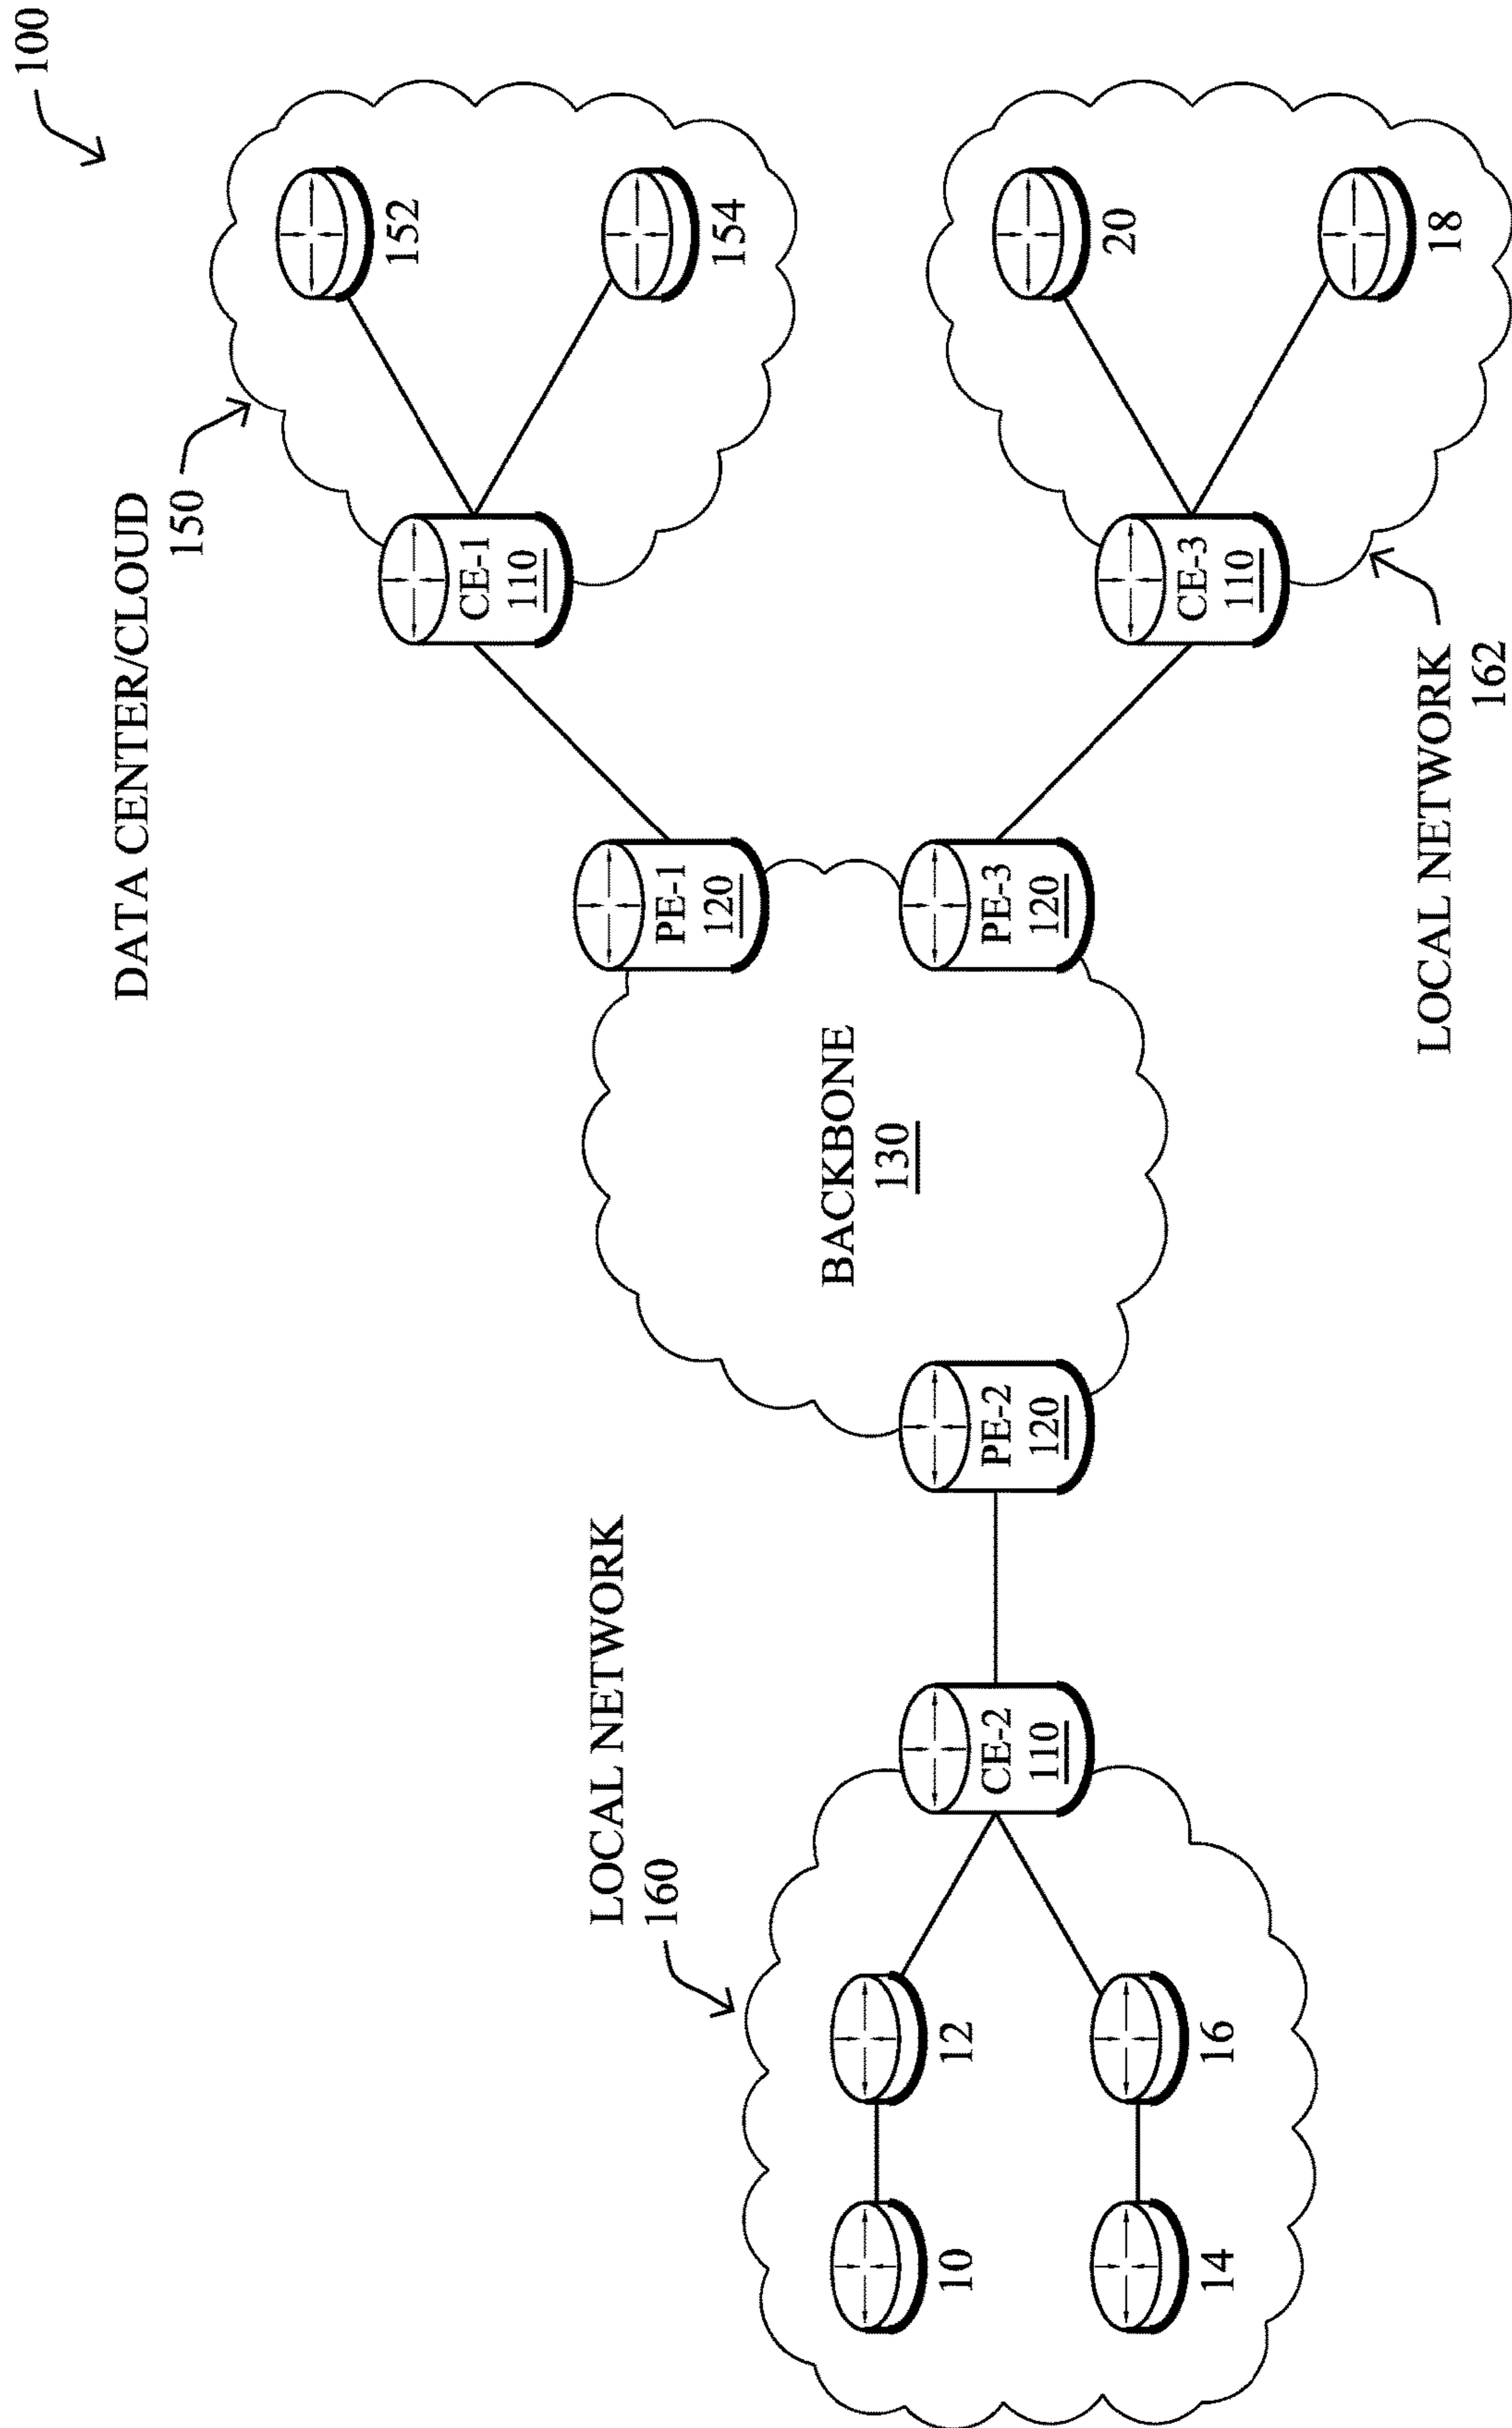 100
DATA CENTER/CLOUD
150
152
154
CE-1
110
PE-1
120
BACKBONE
130
PE-3
120
CE-3
110
20
18
LOCAL NETWORK
162
PE-2
120
LOCAL NETWORK
160
CE-2
110
12
10
16
14